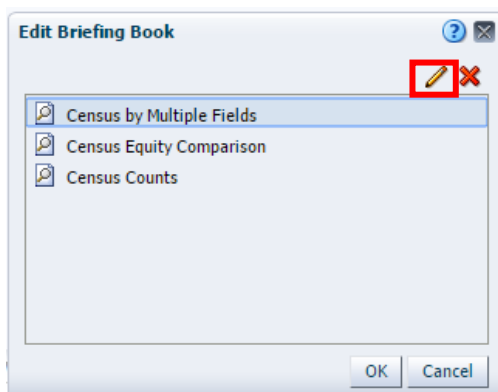 Edit Briefing Book
?
Census by Multiple Fields
Census Equity Comparison
Census Counts
OK Cancel